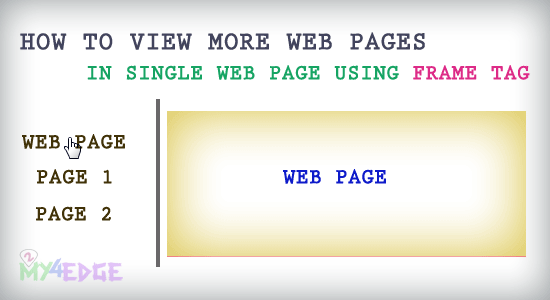 HOW TO VIEW MORE WEB PAGES
IN SINGLE WEB PAGE USING FRAME TAG
WEB PAGE
PAGE 1
PAGE 2
WEB PAGE
2
MY4EDGE